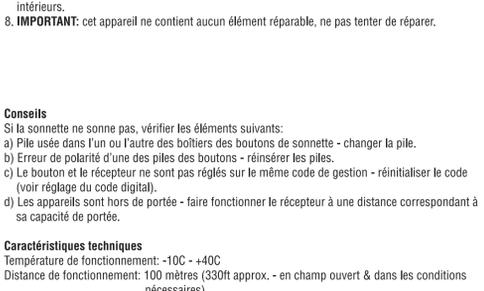 intérieurs.
8. IMPORTANT: cet appareil ne contient aucun élément réparable, ne pas tenter de réparer.
Conseils
Si la sonnette ne sonne pas, vérifier les éléments suivants:
a) Pile usée dans l'un ou l'autre des boîtiers des boutons de sonnette - changer la pile.
b) Erreur de polarité d'une des piles des boutons - réinsérer les piles.
c) Le bouton et le récepteur ne sont pas réglés sur le même code de gestion - réinitialiser le code
(voir réglage du code digital).
d) Les appareils sont hors de portée - faire fonctionner le récepteur à une distance correspondant à
sa capacité de portée.
Caractéristiques techniques
Température de fonctionnement: -10C - +40C
Distance de fonctionnement: 100 mètres (330ft approx. - en champ ouvert & dans les conditions
nécessaires)